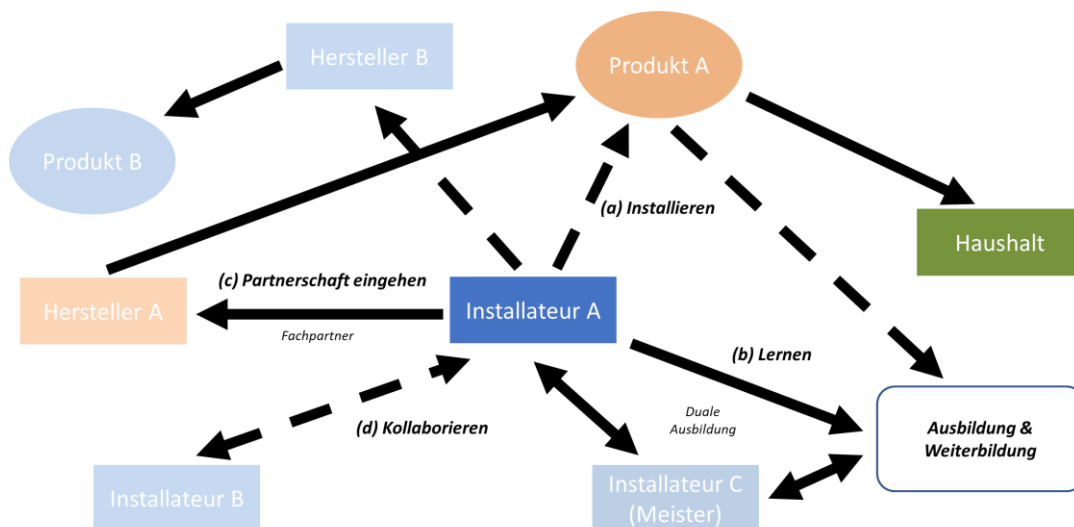 Hersteller B
Produkt A
Produkt B
(a) Installieren
Haushalt
(c) Partnerschaft eingehen
Hersteller A
Installateur A
Fachpartner
(b) Lernen
Duale
Ausbildung
(d) Kollaborieren
Ausbildung &
Weiterbildung
Installateur B
Installateur C
(Meister)